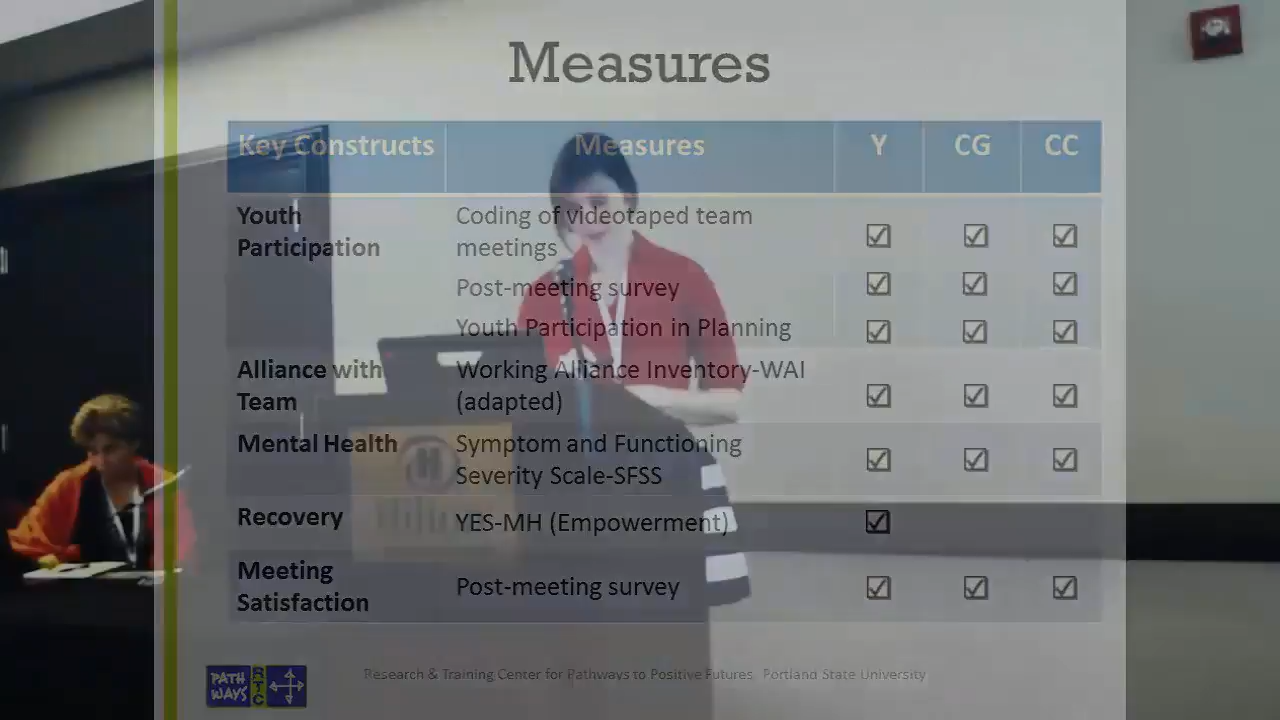 Measures
Key Constructs Measures Y CG CC
Youth Coding of videotaped team
Participation meetings ☑ ☑ ☑
Post-meeting survey ☑ ☑ ☑
Youth Participation in Planning ☑ ☑ ☑
Alliance with Working Alliance Inventory-WAI
Team (adapted) ☑ ☑ ☑
Mental Health Symptom and Functioning
Severity Scale-SFSS ☑ ☑ ☑
Recovery YES-MH (Empowerment) ☑
Meeting
Satisfaction Post-meeting survey ☑ ☑ ☑
Hilton
PATH
WAYS
RTC
Research & Training Center for Pathways to Positive Futures, Portland State University